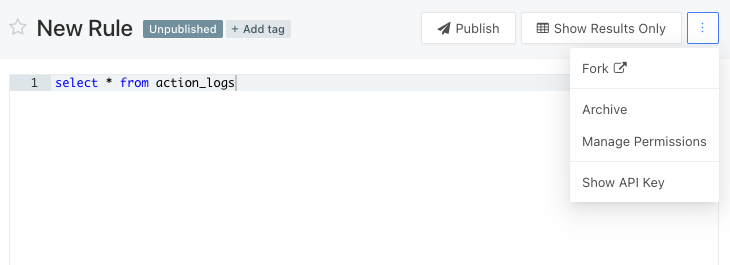 New Rule Unpublished + Add tag Publish Show Results Only
Fork
1 select * from action_logs
Archive
Manage Permissions
Show API Key